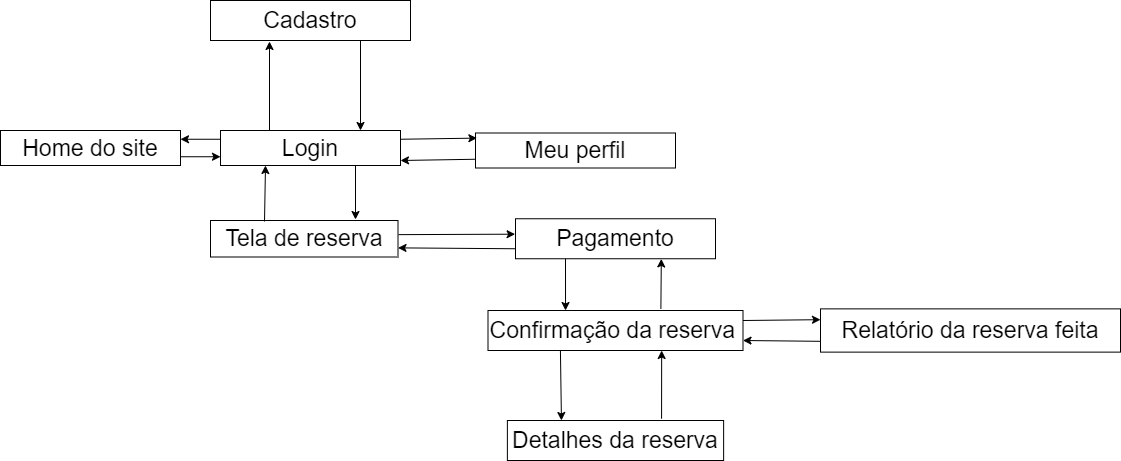 Cadastro
Home do site
Login
Meu perfil
Tela de reserva
Pagamento
Confirmação da reserva
Relatório da reserva feita
Detalhes da reserva